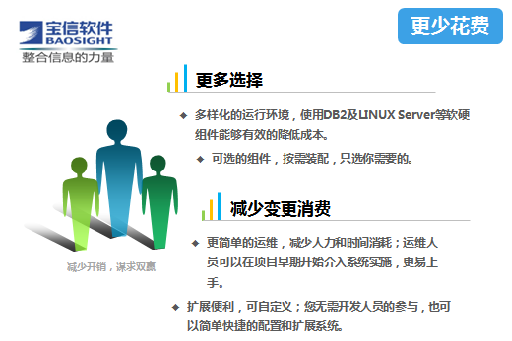 宝信软件
BAOSIGHT
整合信息的力量
更少花费
更多选择
多样化的运行环境，使用DB2及LINUX Server等软硬
组件能够有效的降低成本。
可选的组件，按需装配，只选你需要的。
减少变更消费
更简单的运维，减少人力和时间消耗；运维人
员可以在项目早期开始介入系统实施，更易上
手。
扩展便利，可自定义；您无需开发人员的参与，也可
以简单快捷的配置和扩展系统。
减少开销，谋求双赢